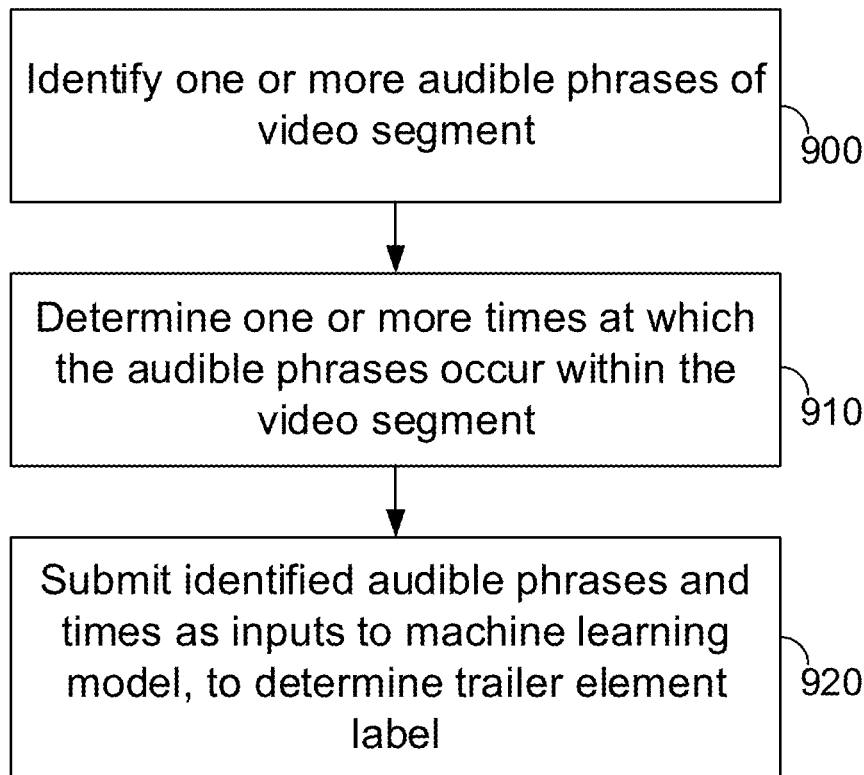 Identify one or more audible phrases of
video segment
900
Determine one or more times at which
the audible phrases occur within the
video segment
910
Submit identified audible phrases and
times as inputs to machine learning
model, to determine trailer element
label
920